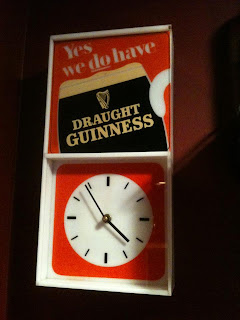 Yes
we do have
DRAUGHT
GUINNESS